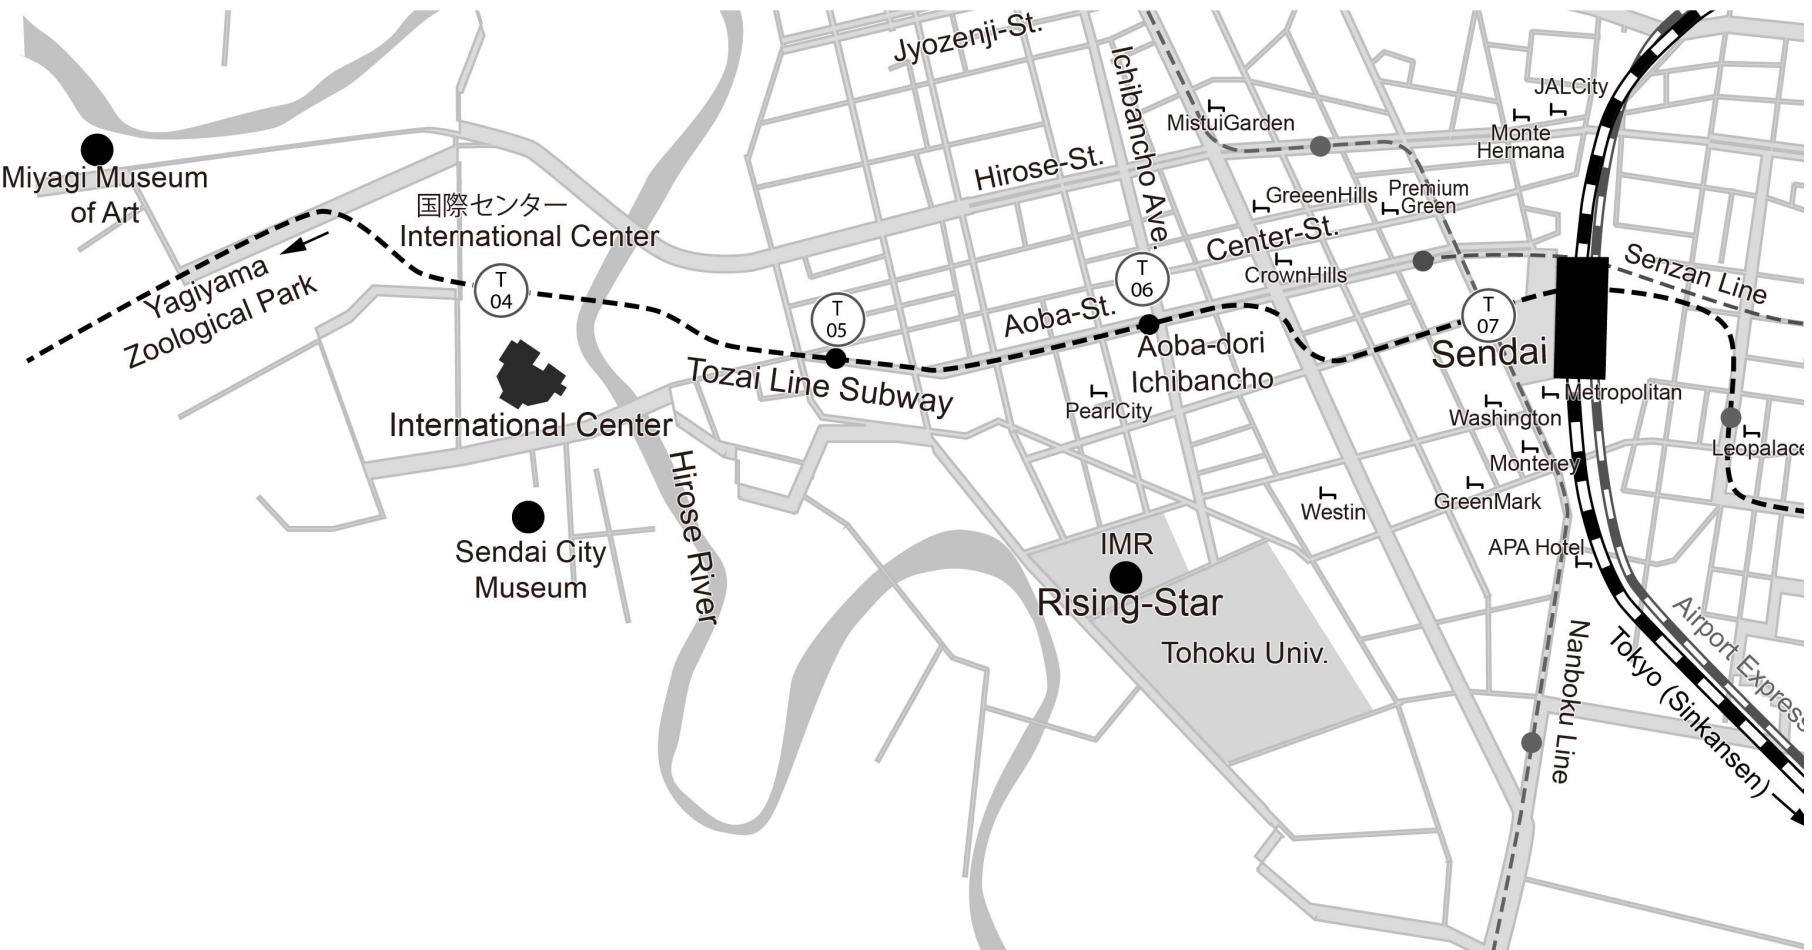 Jyozenji-St.
Ichibancho Ave.
JALCity
MistuiGarden
Monte
Hermana
Miyagi Museum
of Art
Hirose-St.
GreeenHills
Premium
Green
国際センター
International Center
Center-St.
CrownHills
Senzan Line
Yagiyama
Zoological Park
T
04
T
05
T
06
T
07
Aoba-St.
Aoba-dori
Ichibancho
Sendai
Tozai Line Subway
PearlCity
Metropolitan
Washington
International Center
Leopalace
Monterey
Hirose River
GreenMark
Westin
Sendai City
Museum
IMR
Rising-Star
APA Hotel
Tohoku Univ.
Nanboku Line
Airport Express
Tokyo (Sinkansen)